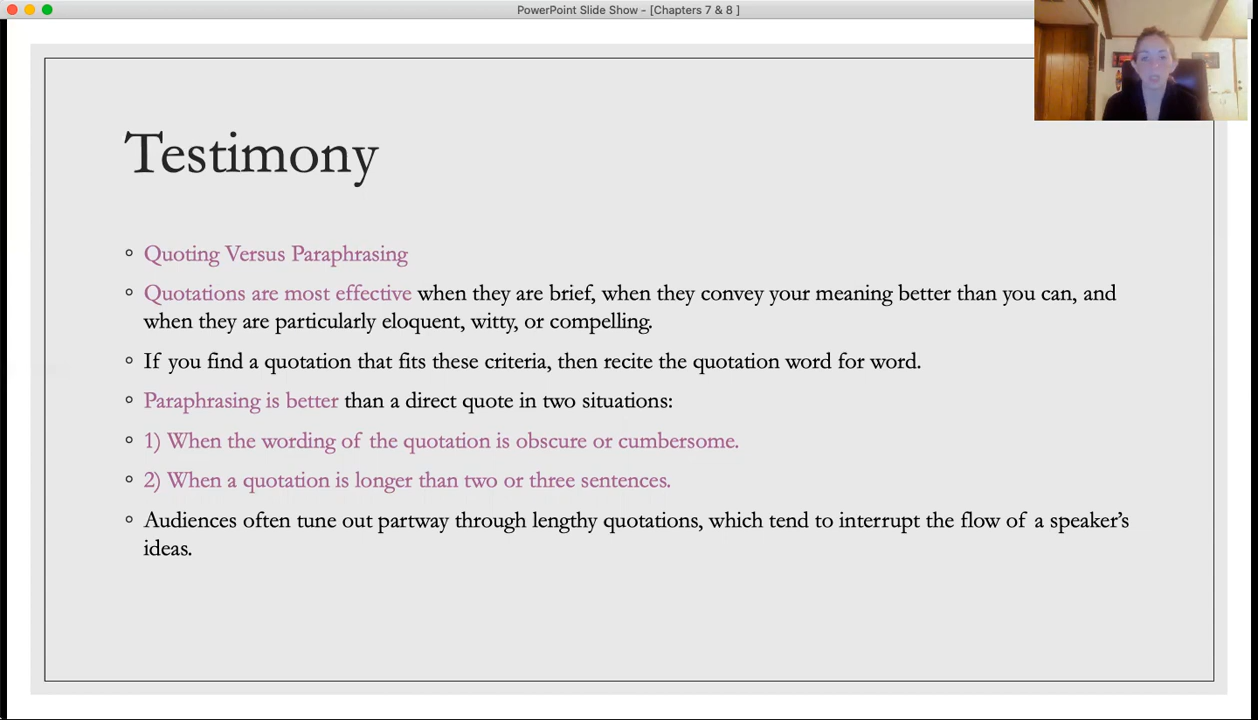 PowerPoint Slide Show - [Chapters 7 & 8 ]
Testimony
Quoting Versus Paraphrasing
Quotations are most effective when they are brief, when they convey your meaning better than you can, and
when they are particularly eloquent, witty, or compelling.
If you find a quotation that fits these criteria, then recite the quotation word for word.
Paraphrasing is better than a direct quote in two situations:
1) When the wording of the quotation is obscure or cumbersome.
2) When a quotation is longer than two or three sentences.
Audiences often tune out partway through lengthy quotations, which tend to interrupt the flow of a speaker’s
ideas.